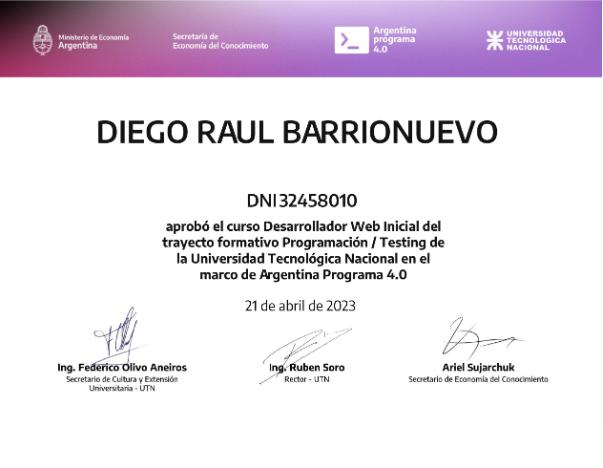 Ministerio de Economía
Argentina
Secretaría de
Economía del Conocimiento
Argentina
programa
4.0
UNIVERSIDAD
TECNOLÓGICA
NACIONAL
DIEGO RAUL BARRIONUEVO
DNI 32458010
aprobó el curso Desarrollador Web Inicial del
trayecto formativo Programación / Testing de
la Universidad Tecnológica Nacional en el
marco de Argentina Programa 4.0
21 de abril de 2023
Ing. Federico Olivo Aneiros
Secretario de Cultura y Extensión
Universitaria - UTN
Ing. Ruben Soro
Rector - UTN
Ariel Sujarchuk
Secretario de Economía del Conocimiento